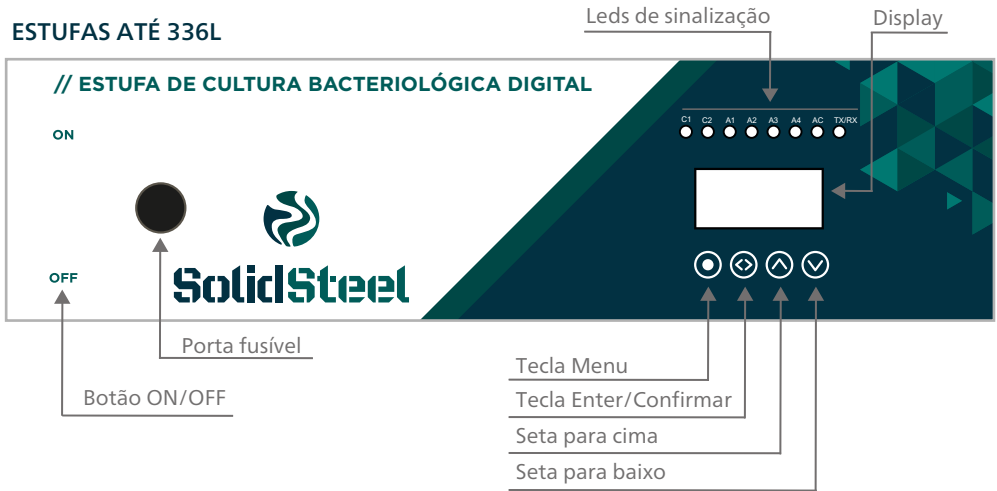 Leds de sinalização
Display
ESTUFAS ATÉ 336L
// ESTUFA DE CULTURA BACTERIOLÓGICA DIGITAL
C1 C2 A1 A2 A3 A4 AC TX/RX
ON
OFF
SolidSteel
Porta fusível
Botão ON/OFF
Tecla Menu
Tecla Enter/Confirmar
Seta para cima
Seta para baixo